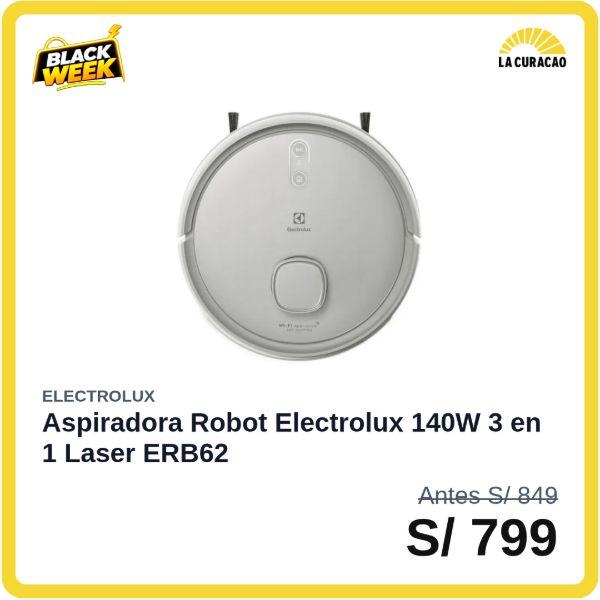 BLACK
WEEK
LA CURACAO
Electrolux
ELECTROLUX
Aspiradora Robot Electrolux 140W 3 en
1 Laser ERB62
Antes S/ 849
S/ 799